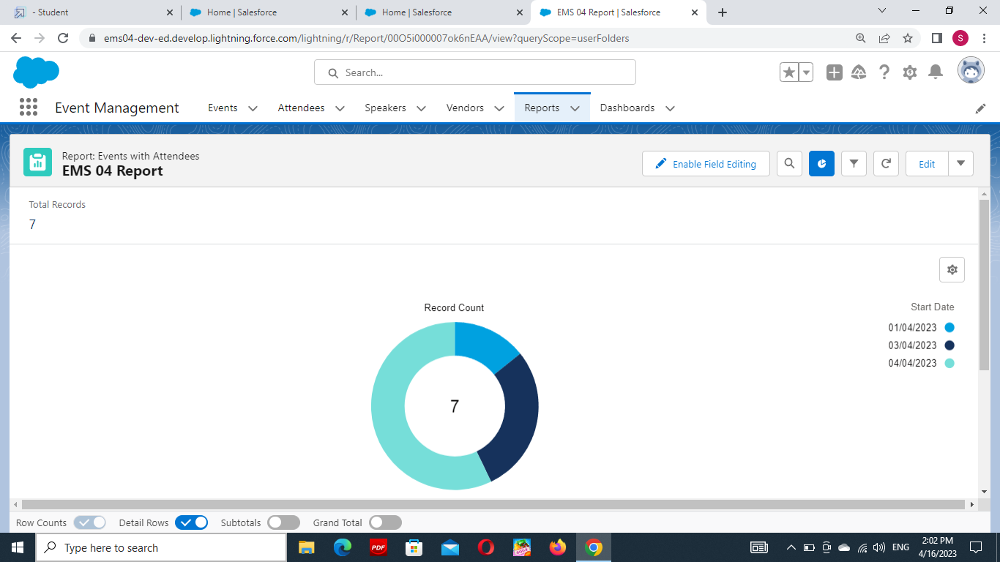 - Student
Home | Salesforce
Home | Salesforce
EMS 04 Report | Salesforce
ems04-dev-ed.develop.lightning.force.com/lightning/r/Report/00O5i000007ok6nEAA/view?queryScope=userFolders
S
Search...
Event Management
Events
Attendees
Speakers
Vendors
Reports
Dashboards
Report: Events with Attendees
EMS 04 Report
Enable Field Editing
Edit
Total Records
7
Record Count
7
Start Date
01/04/2023
03/04/2023
04/04/2023
Row Counts
Detail Rows
Subtotals
Grand Total
Type here to search
PDF
ENG
2:02 PM
4/16/2023